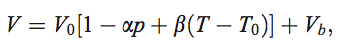 V = V₀[1 − αp + β(T − T₀)] + V_b,